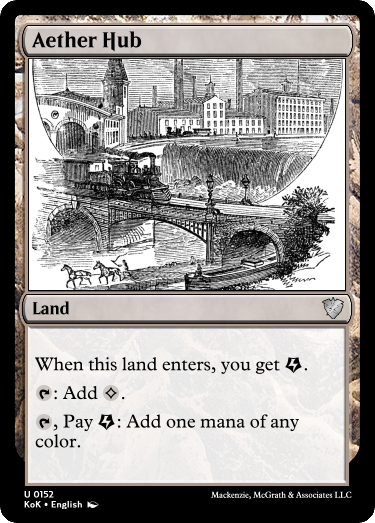 Aether Hub
Land
When this land enters, you get.
: Add.
, Pay: Add one mana of any
color.
U 0152
KoK • English
Mackenzie, McGrath & Associates LLC